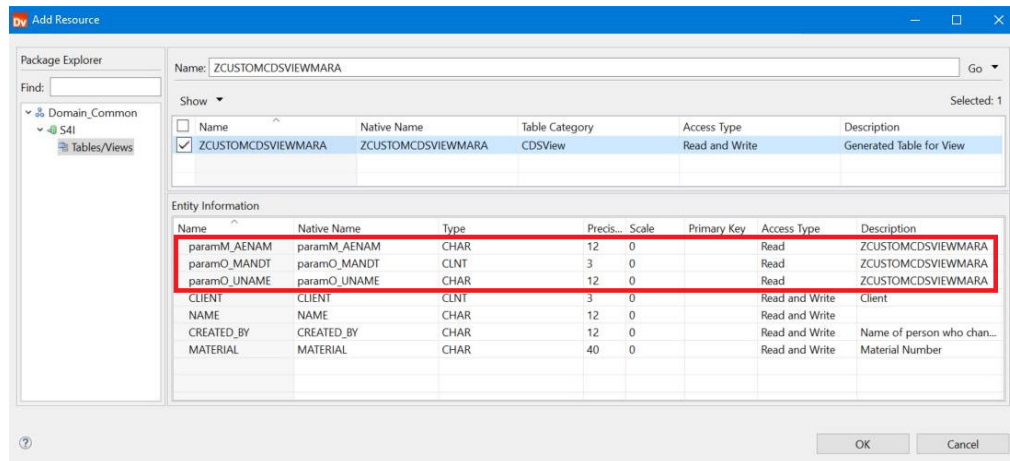 Dv Add Resource
Package Explorer
Find:
Domain_Common
S4I
Tables/Views
Name: ZCUSTOMCDSVIEWMARA Go
Show Selected: 1
Name Native Name Table Category Access Type Description
ZCUSTOMCDSVIEWMARA ZCUSTOMCDSVIEWMARA CDSView Read and Write Generated Table for View
Entity Information
Name Native Name Type Precis... Scale Primary Key Access Type Description
paramM_AENAM paramM_AENAM CHAR 12 0 Read ZCUSTOMCDSVIEWMARA
paramO_MANDT paramO_MANDT CLNT 3 0 Read ZCUSTOMCDSVIEWMARA
paramO_UNAME paramO_UNAME CHAR 12 0 Read ZCUSTOMCDSVIEWMARA
CLIENT CLIENT CLNT 3 0 Read and Write Client
NAME NAME CHAR 12 0 Read and Write
CREATED_BY CREATED_BY CHAR 12 0 Read and Write Name of person who chan...
MATERIAL MATERIAL CHAR 40 0 Read and Write Material Number
? OK Cancel